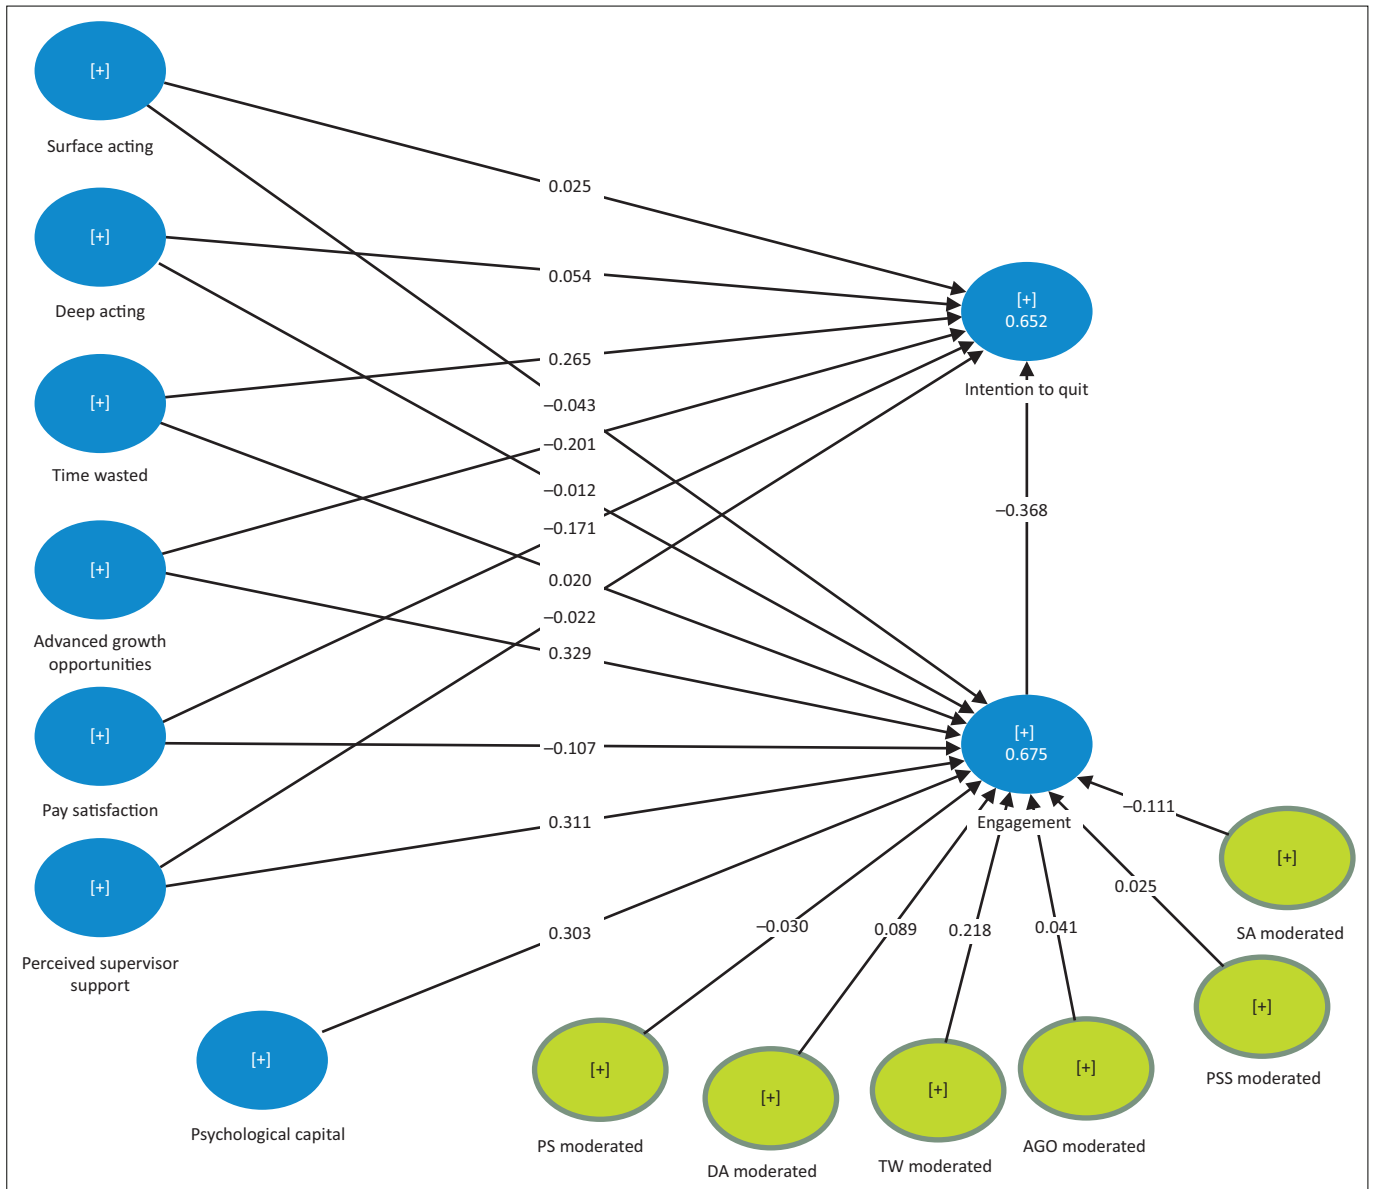 [+]
Surface acting
[+]
Deep acting
[+]
Time wasted
[+]
Advanced growth
opportunities
[+]
Pay satisfaction
[+]
Perceived supervisor
support
[+]
Psychological capital
0.025
0.054
0.265
−0.043
−0.201
−0.012
−0.171
0.020
−0.022
0.329
−0.107
0.311
0.303
[+]
0.652
Intention to quit
−0.368
[+]
0.675
Engagement
−0.030
0.089
0.218
0.041
0.025
−0.111
[+]
PS moderated
[+]
DA moderated
[+]
TW moderated
[+]
AGO moderated
[+]
PSS moderated
[+]
SA moderated